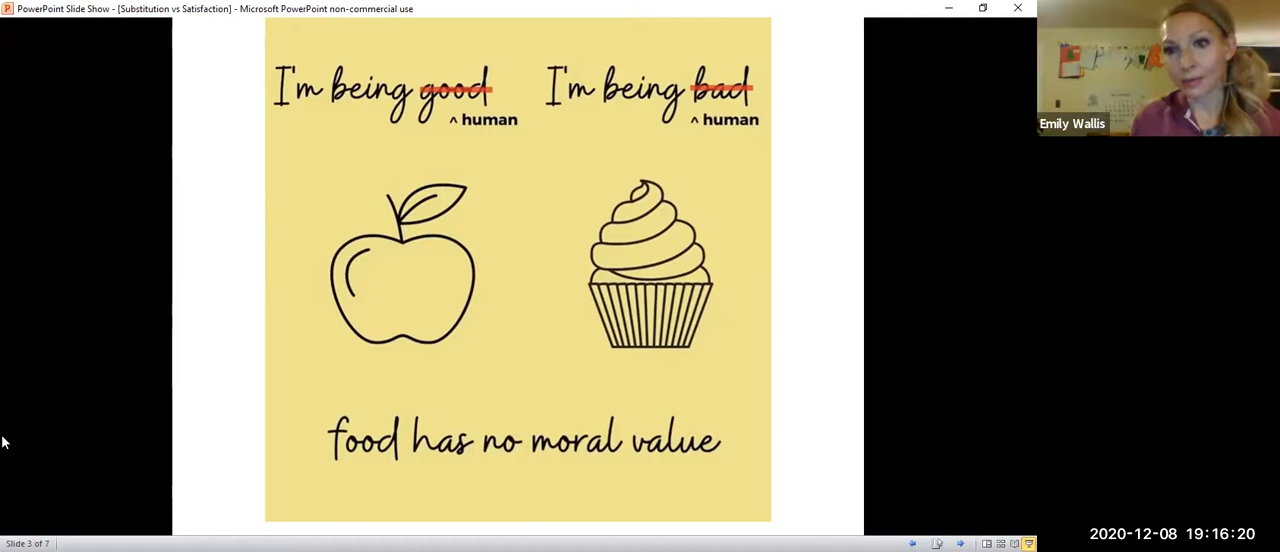 PowerPoint Slide Show - [Substitution vs Satisfaction] - Microsoft PowerPoint non-commercial use
I'm being good
^ human
I'm being bad
^ human
food has no moral value
Emily Wallis
Slide 3 of 7
2020-12-08 19:16:20